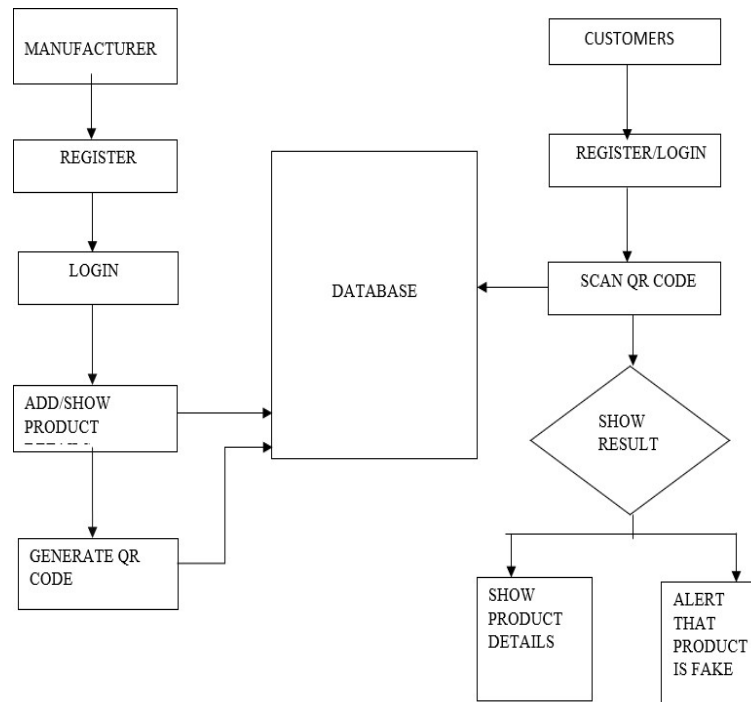 MANUFACTURER
REGISTER
LOGIN
ADD/SHOW
PRODUCT
GENERATE QR
CODE
DATABASE
CUSTOMERS
REGISTER/LOGIN
SCAN QR CODE
SHOW
RESULT
SHOW
PRODUCT
DETAILS
ALERT
THAT
PRODUCT
IS FAKE